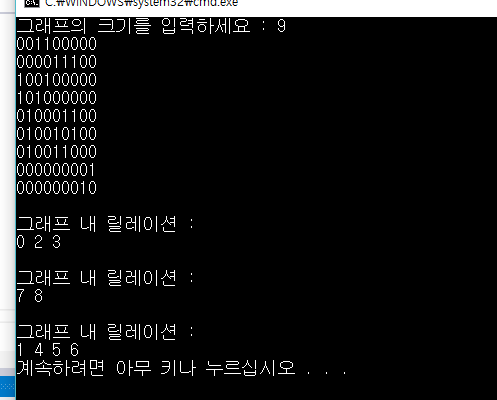 C:₩WINDOWS₩system32₩cmd.exe
그래프의 크기를 입력하세요 : 9
001100000
000011100
100100000
101000000
010001100
010010100
010011000
000000001
000000010
그래프 내 릴레이션 :
0 2 3
그래프 내 릴레이션 :
7 8
그래프 내 릴레이션 :
1 4 5 6
계속하려면 아무 키나 누르십시오 . . .